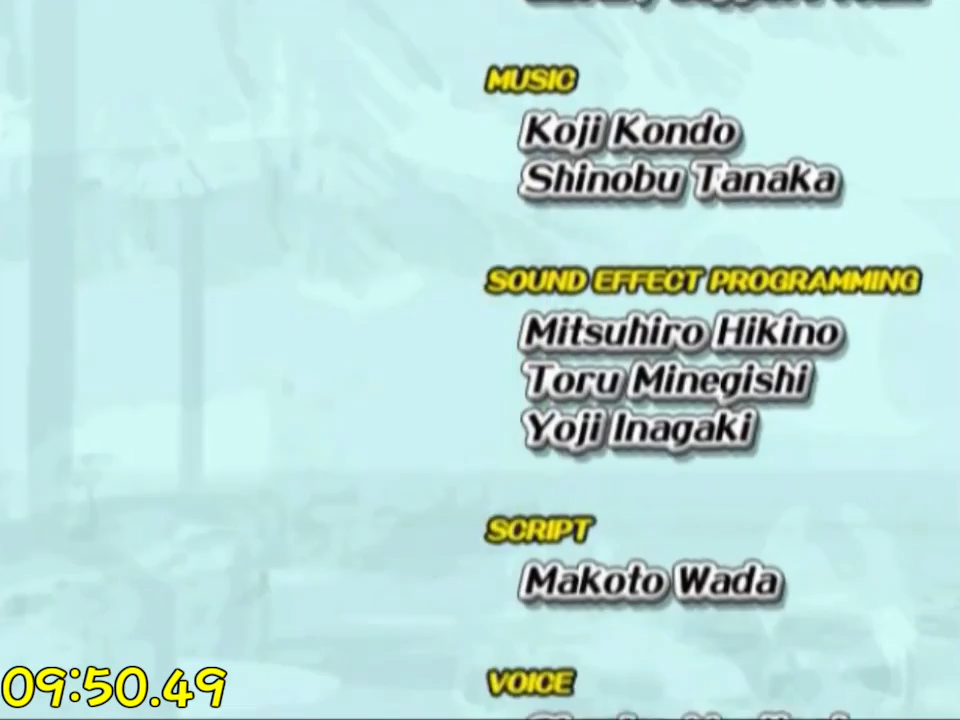 MUSIC
Koji Kondo
Shinobu Tanaka
SOUND EFFECT PROGRAMMING
Mitsuhiro Hikino
Toru Minegishi
Yoji Inagaki
SCRIPT
Makoto Wada
VOICE
09:50.49